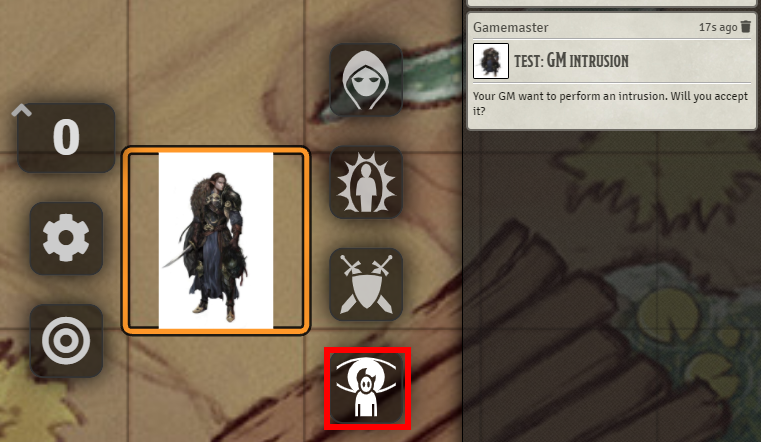 Gamemaster 17s ago
TEST: GM INTRUSION
Your GM want to perform an intrusion. Will you accept
it?
0